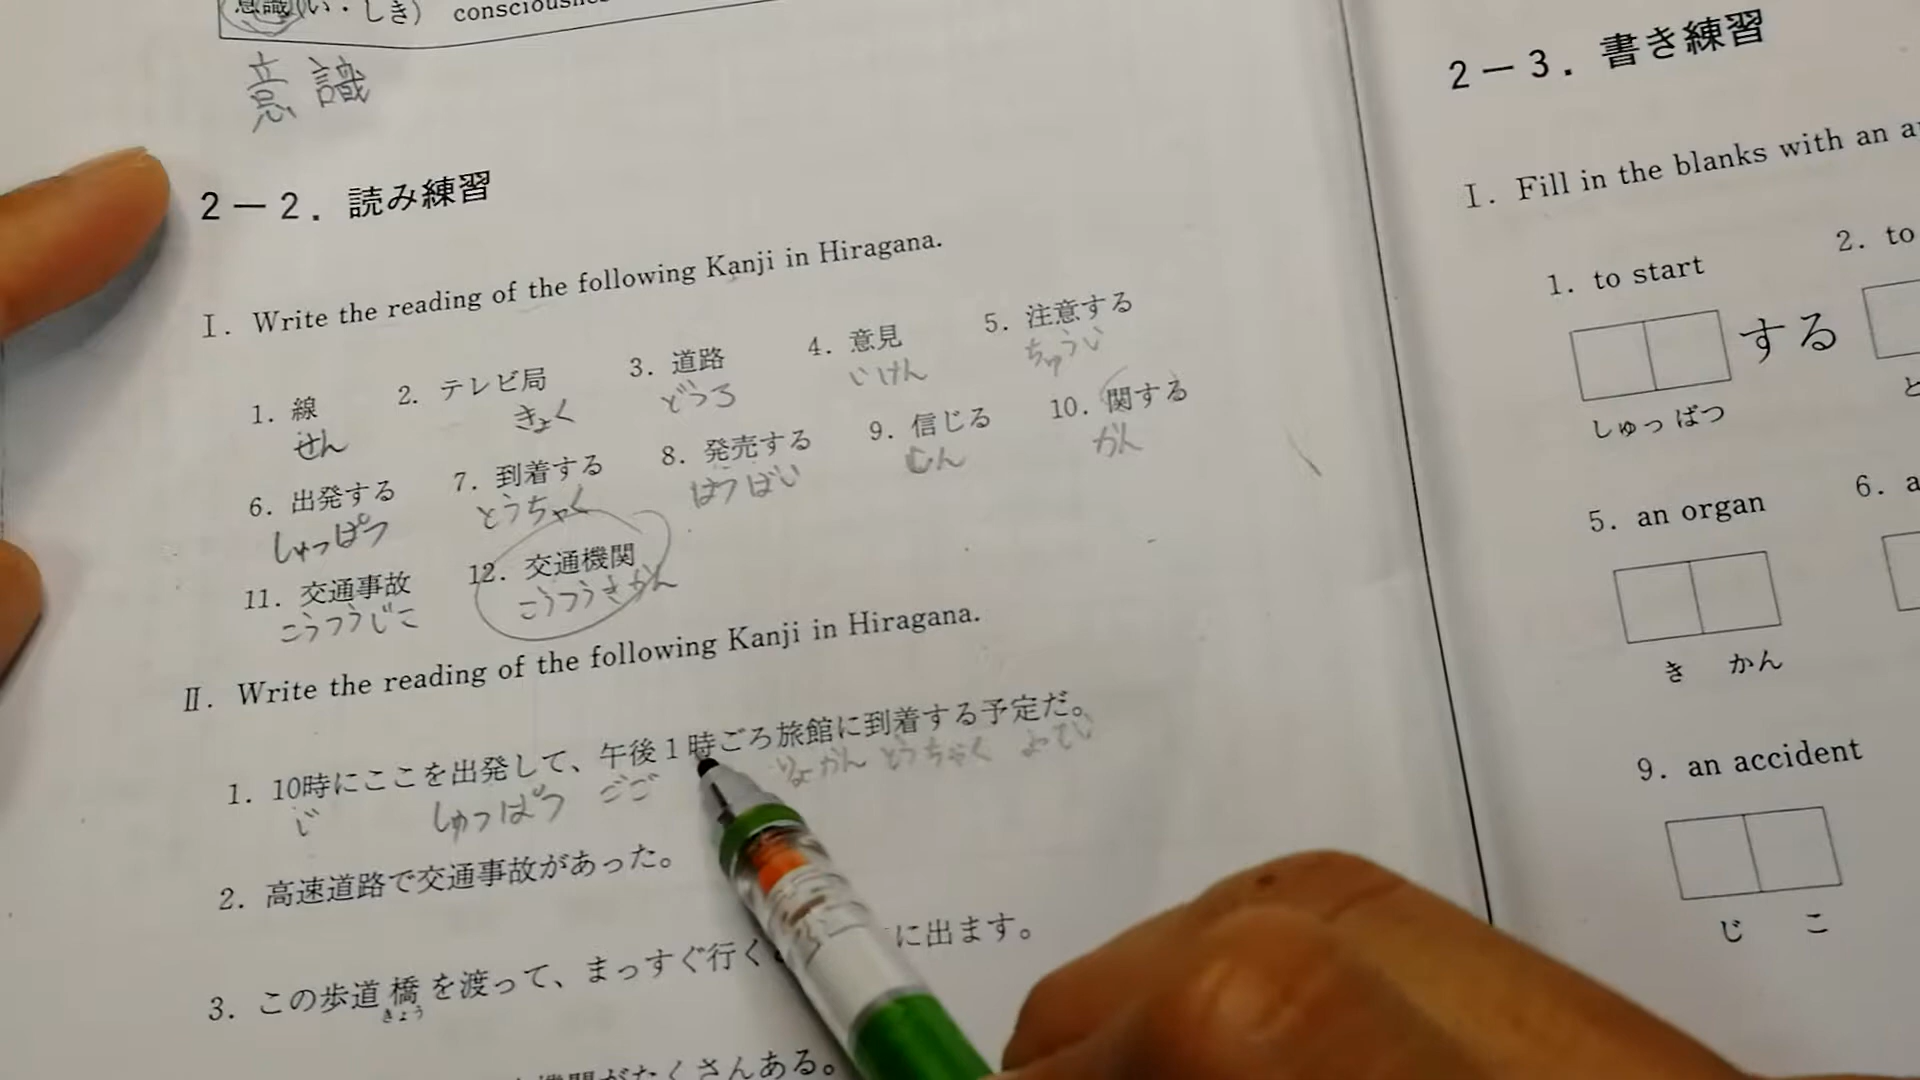 意識(い・しき) consciousne
意識
2－2．読み練習
Ⅰ．Write the reading of the following Kanji in Hiragana.
1．線 2．テレビ局 3．道路 4．意見 5．注意する
せん きょく どうろ いけん ちゅうい
6．出発する 7．到着する 8．発売する 9．信じる 10．関する
しゅっぱつ とうちゃく はつばい かん
11．交通事故 12．交通機関
こうつうじこ こうつうきかん
Ⅱ．Write the reading of the following Kanji in Hiragana.
1．10時にここを出発して、午後1時ごろ旅館に到着する予定だ。
じ しゅっぱつ ごご りょかん とうちゃく よてい
2．高速道路で交通事故があった。
3．この歩道橋を渡って、まっすぐ行く に出ます。
きょう
機関がたくさんある。
2－3．書き練習
Ⅰ．Fill in the blanks with an a
1．to start 2．to
する
しゅっ ぱつ と
5．an organ 6．a
き かん
9．an accident
じ こ